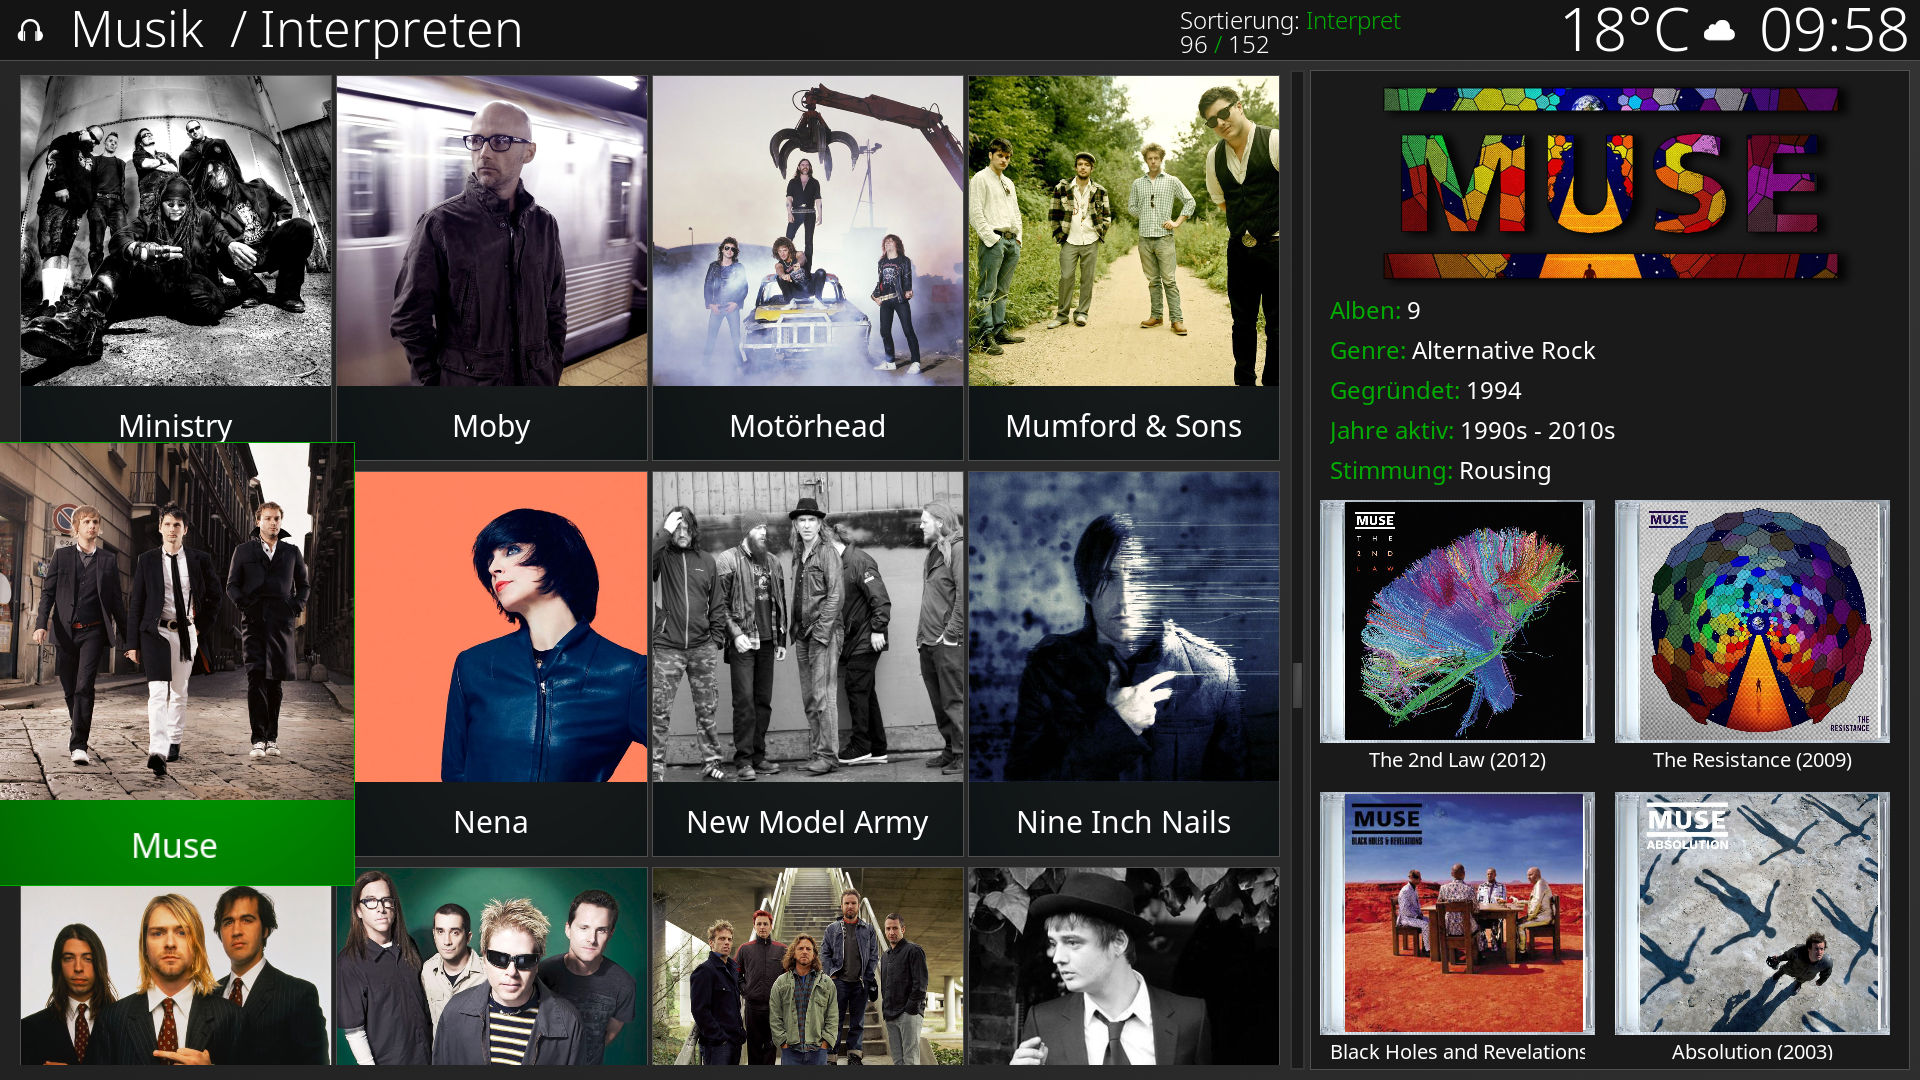 Musik / Interpreten
Sortierung: Interpret
96 / 152
18°C
09:58
Ministry
Moby
Motörhead
Mumford & Sons
Muse
Nena
New Model Army
Nine Inch Nails
MUSE
Alben: 9
Genre: Alternative Rock
Gegründet: 1994
Jahre aktiv: 1990s - 2010s
Stimmung: Rousing
MUSE
THE
2ND
LAW
The 2nd Law (2012)
MUSE
THE
RESISTANCE
The Resistance (2009)
MUSE
BLACK HOLES & REVELATIONS
Black Holes and Revelations
MUSE
ABSOLUTION
Absolution (2003)